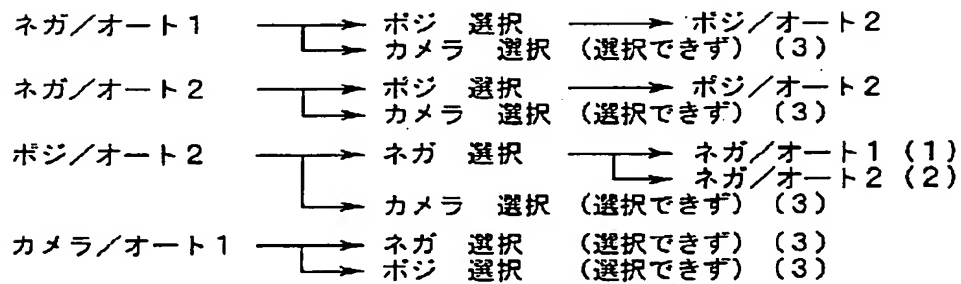 ネガ／オート１ ポジ 選択 ポジ／オート２
カメラ 選択 （選択できず）（３）
ネガ／オート２ ポジ 選択 ポジ／オート２
カメラ 選択 （選択できず）（３）
ポジ／オート２ ネガ 選択 ネガ／オート１（１）
ネガ／オート２（２）
カメラ 選択 （選択できず）（３）
カメラ／オート１ ネガ 選択 （選択できず）（３）
ポジ 選択 （選択できず）（３）